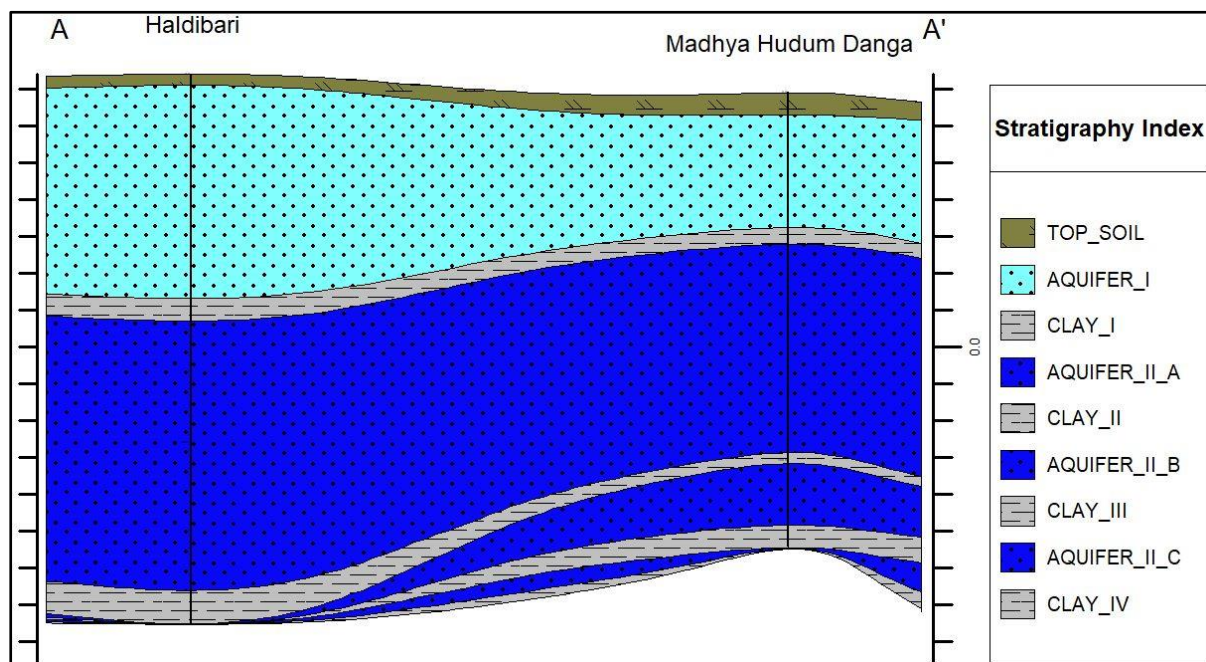 A
Haldibari
Madhya Hudum Danga
A'
0.0
Stratigraphy Index
TOP_SOIL
AQUIFER_I
CLAY_I
AQUIFER_II_A
CLAY_II
AQUIFER_II_B
CLAY_III
AQUIFER_II_C
CLAY_IV